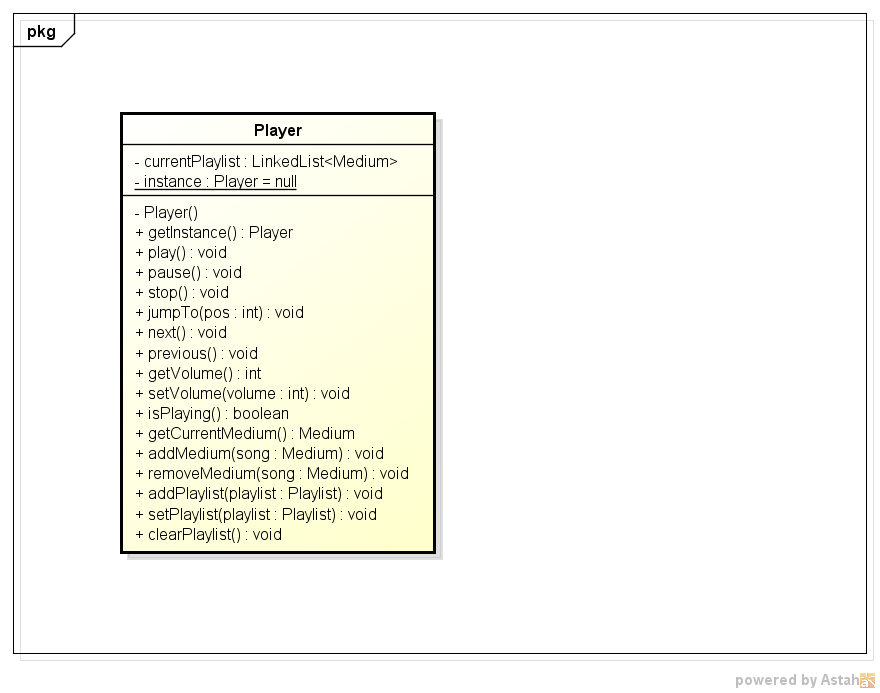 pkg
Player
- currentPlaylist : LinkedList<Medium>
- instance : Player = null
- Player()
+ getInstance() : Player
+ play() : void
+ pause() : void
+ stop() : void
+ jumpTo(pos : int) : void
+ next() : void
+ previous() : void
+ getVolume() : int
+ setVolume(volume : int) : void
+ isPlaying() : boolean
+ getCurrentMedium() : Medium
+ addMedium(song : Medium) : void
+ removeMedium(song : Medium) : void
+ addPlaylist(playlist : Playlist) : void
+ setPlaylist(playlist : Playlist) : void
+ clearPlaylist() : void
powered by Astah